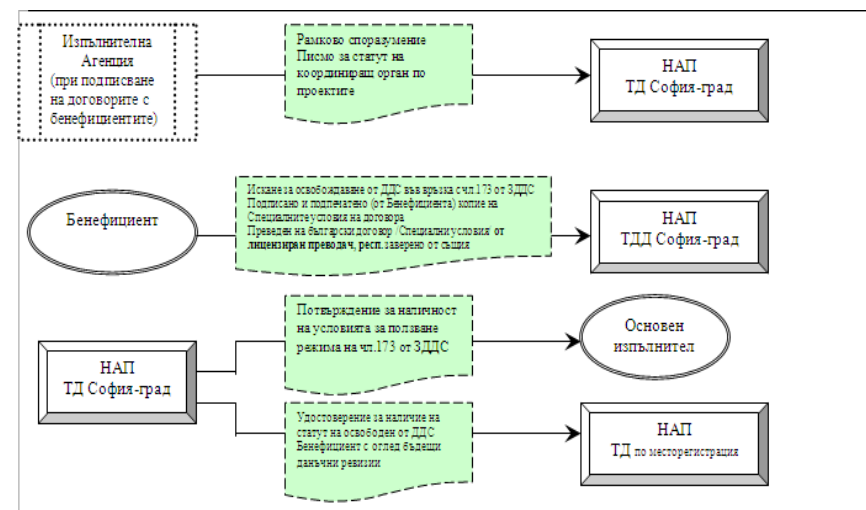 Изпълнителна
Агенция
(при подписване
на договорите с
бенефициентите)
Рамково споразумение
Писмо за статут на
координиращ орган по
проектите
НАП
ТД София-град
Бенефициент
Искане за освобождаване от ДДС във връзка с чл.173 от ЗДДС
Подписано и подпечатено (от Бенефициента) копие на
Специалните условия на договора
Преведен на български договор /Специални условия/ от
лицензиран преводач, респ. заверено от същия
НАП
ТДД София-град
НАП
ТД София-град
Потвърждение за наличност
на условията за ползване
режима на чл.173 от ЗДДС
Основен
изпълнител
Удостоверение за наличие на
статут на освободен от ДДС
Бенефициент с оглед бъдещи
данъчни ревизии
НАП
ТД по месторегистрация